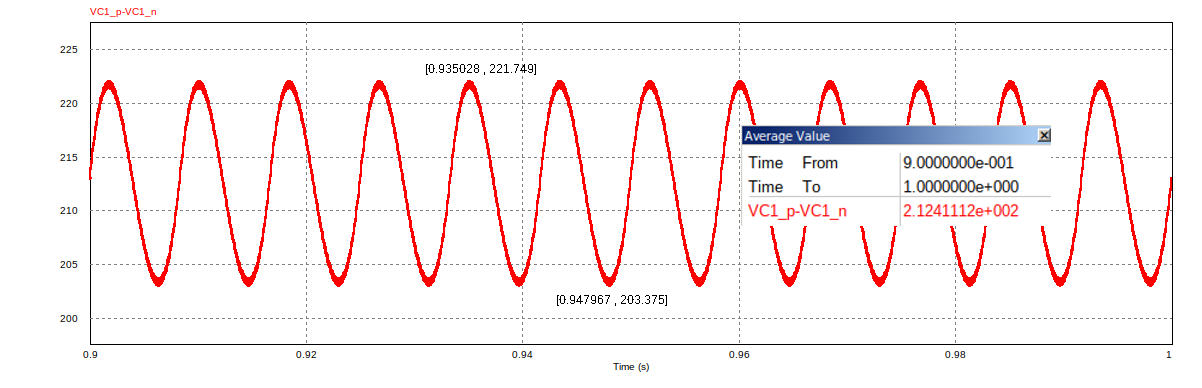 VC1_p-VC1_n
225
[0.935028 , 221.749]
220
Average Value
215
Time From 9.0000000e-001
Time To 1.0000000e+000
210
VC1_p-VC1_n 2.1241112e+002
205
[0.947967 , 203.375]
200
0.9 0.92 0.94 0.96 0.98 1
Time (s)